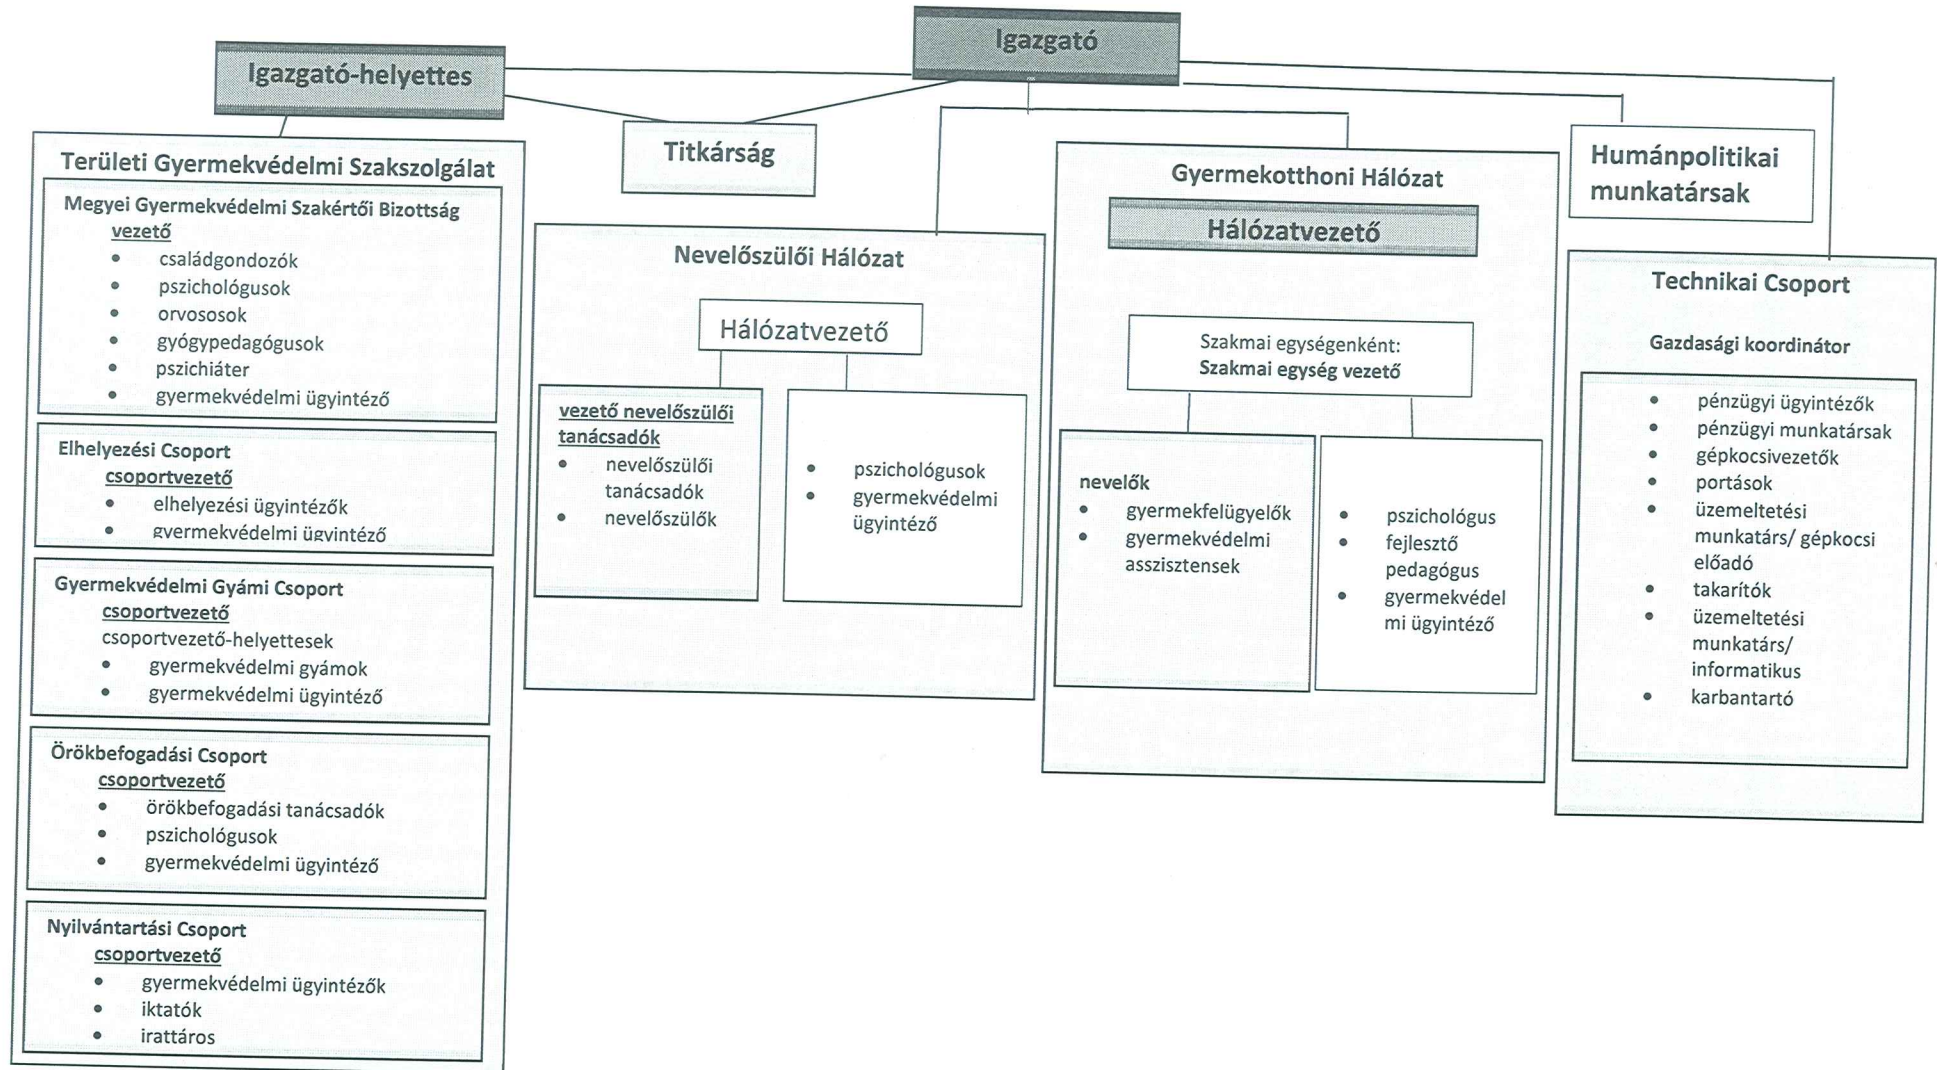 Igazgató
Igazgató-helyettes
Titkárság
Területi Gyermekvédelmi Szakszolgálat
Megyei Gyermekvédelmi Szakértői Bizottság
vezető
• családgondozók
• pszichológusok
• orvososok
• gyógypedagógusok
• pszichiáter
• gyermekvédelmi ügyintéző
Elhelyezési Csoport
csoportvezető
• elhelyezési ügyintézők
• gyermekvédelmi ügyintéző
Gyermekvédelmi Gyámi Csoport
csoportvezető
csoportvezető-helyettesek
• gyermekvédelmi gyámok
• gyermekvédelmi ügyintéző
Örökbefogadási Csoport
csoportvezető
• örökbefogadási tanácsadók
• pszichológusok
• gyermekvédelmi ügyintéző
Nyilvántartási Csoport
csoportvezető
• gyermekvédelmi ügyintézők
• iktatók
• irattáros
Nevelőszülői Hálózat
Hálózatvezető
vezető nevelőszülői
tanácsadók
• nevelőszülői
tanácsadók
• nevelőszülők
• pszichológusok
• gyermekvédelmi
ügyintéző
Gyermekotthoni Hálózat
Hálózatvezető
Szakmai egységenként:
Szakmai egység vezető
nevelők
• gyermekfelügyelők
• gyermekvédelmi
asszisztensek
• pszichológus
• fejlesztő
pedagógus
• gyermekvédel
mi ügyintéző
Humánpolitikai
munkatársak
Technikai Csoport
Gazdasági koordinátor
• pénzügyi ügyintézők
• pénzügyi munkatársak
• gépkocsivezetők
• portások
• üzemeltetési
munkatárs/ gépkocsi
előadó
• takarítók
• üzemeltetési
munkatárs/
informatikus
• karbantartó